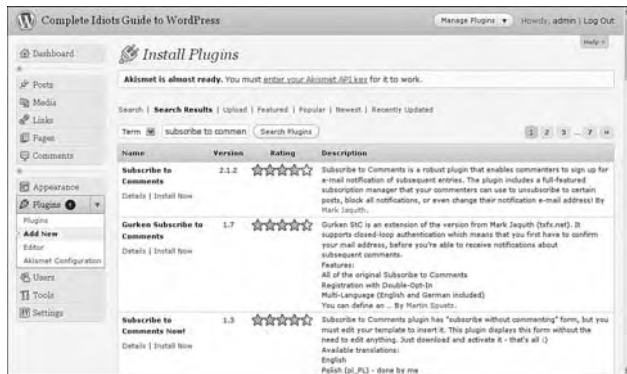 Complete Idiots Guide to WordPress
Manage Plugins
Howdy, admin | Log Out
Help
Dashboard
Posts
Media
Links
Pages
Comments
Appearance
Plugins 1
Plugins
Add New
Editor
Akismet Configuration
Users
Tools
Settings
Install Plugins
Akismet is almost ready. You must enter your Akismet API key for it to work.
Search | Search Results | Upload | Featured | Popular | Newest | Recently Updated
Term subscribe to commen Search Plugins
1 2 3 ... 7 »
Name Version Rating Description
Subscribe to
Comments
Details | Install Now
2.1.2
Subscribe to Comments is a robust plugin that enables commenters to sign up for
e-mail notification of subsequent entries. The plugin includes a full-featured
subscription manager that your commenters can use to unsubscribe to certain
posts, block all notifications, or even change their notification e-mail address! By
Mark Jaquith.
Gurken Subscribe to
Comments
Details | Install Now
1.7
Gurken StC is an extension of the version from Mark Jaquith (txfx.net). It
supports closed-loop authentication which means that you first have to confirm
your mail address, before you're able to receive notifications about
subsequent comments.
Features:
All of the original Subscribe to Comments
Registration with Double-Opt-In
Multi-Language (English and German included)
You can define an ... By Martin Spuetz.
Subscribe to
Comments Now!
Details | Install Now
1.3
Subscribe to Comments plugin has "subscribe without commenting" form, but you
must edit your template to insert it. This plugin displays this form without the
need to edit anything. Just download and activate it - that's all :)
Available translations:
English
Polish (pl_PL) - done by me